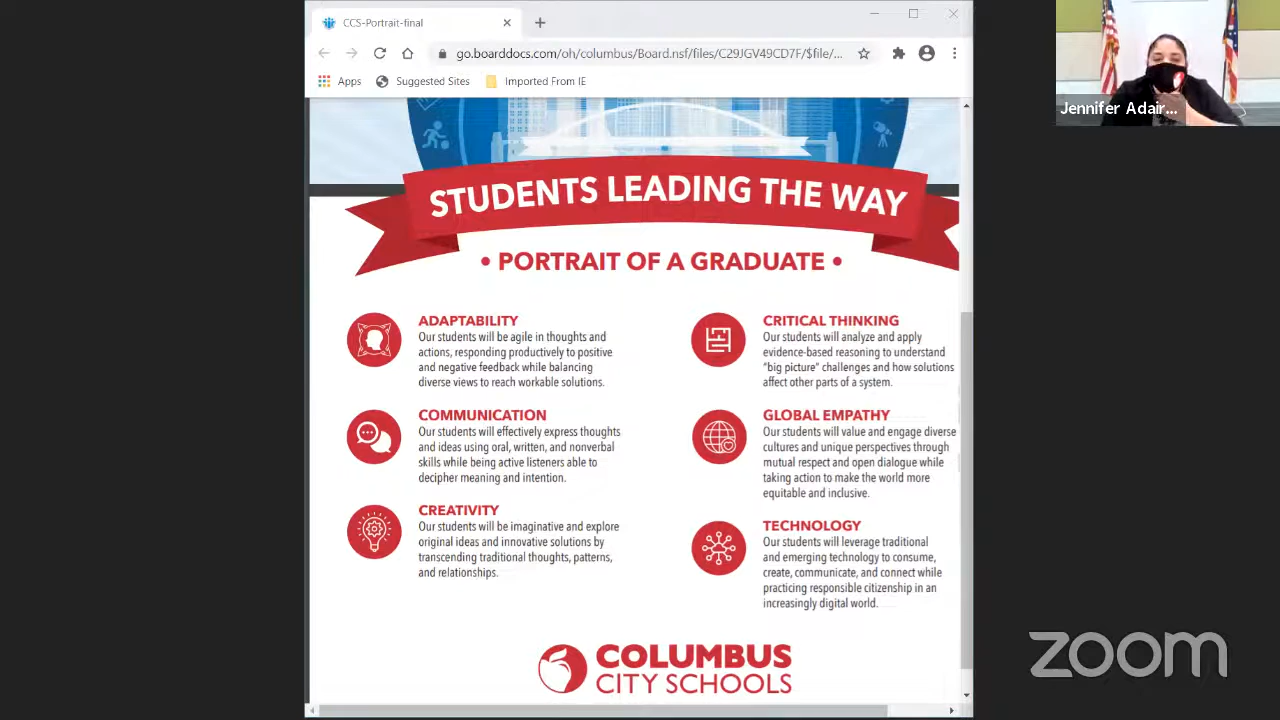 CCS-Portrait-final
go.boarddocs.com/oh/columbus/Board.nsf/files/C29JGV49CD7F/$file/...
Apps
Suggested Sites
Imported From IE
Jennifer Adair...
STUDENTS LEADING THE WAY
• PORTRAIT OF A GRADUATE •
ADAPTABILITY
Our students will be agile in thoughts and
actions, responding productively to positive
and negative feedback while balancing
diverse views to reach workable solutions.
COMMUNICATION
Our students will effectively express thoughts
and ideas using oral, written, and nonverbal
skills while being active listeners able to
decipher meaning and intention.
CREATIVITY
Our students will be imaginative and explore
original ideas and innovative solutions by
transcending traditional thoughts, patterns,
and relationships.
CRITICAL THINKING
Our students will analyze and apply
evidence-based reasoning to understand
"big picture" challenges and how solutions
affect other parts of a system.
GLOBAL EMPATHY
Our students will value and engage diverse
cultures and unique perspectives through
mutual respect and open dialogue while
taking action to make the world more
equitable and inclusive.
TECHNOLOGY
Our students will leverage traditional
and emerging technology to consume,
create, communicate, and connect while
practicing responsible citizenship in an
increasingly digital world.
COLUMBUS
CITY SCHOOLS
zoom